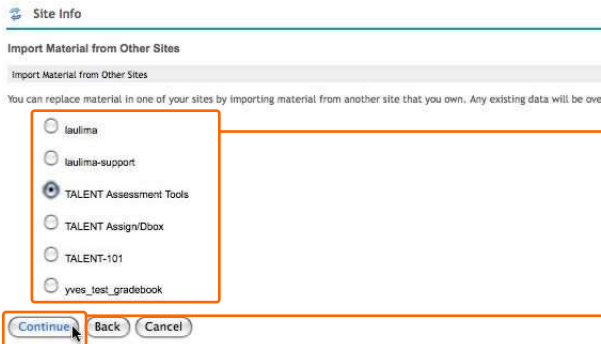 Site Info
Import Material from Other Sites
Import Material from Other Sites
You can replace material in one of your sites by importing material from another site that you own. Any existing data will be ove
laulima
laulima-support
TALENT Assessment Tools
TALENT Assign/Dbox
TALENT-101
yves_test_gradebook
Continue Back Cancel